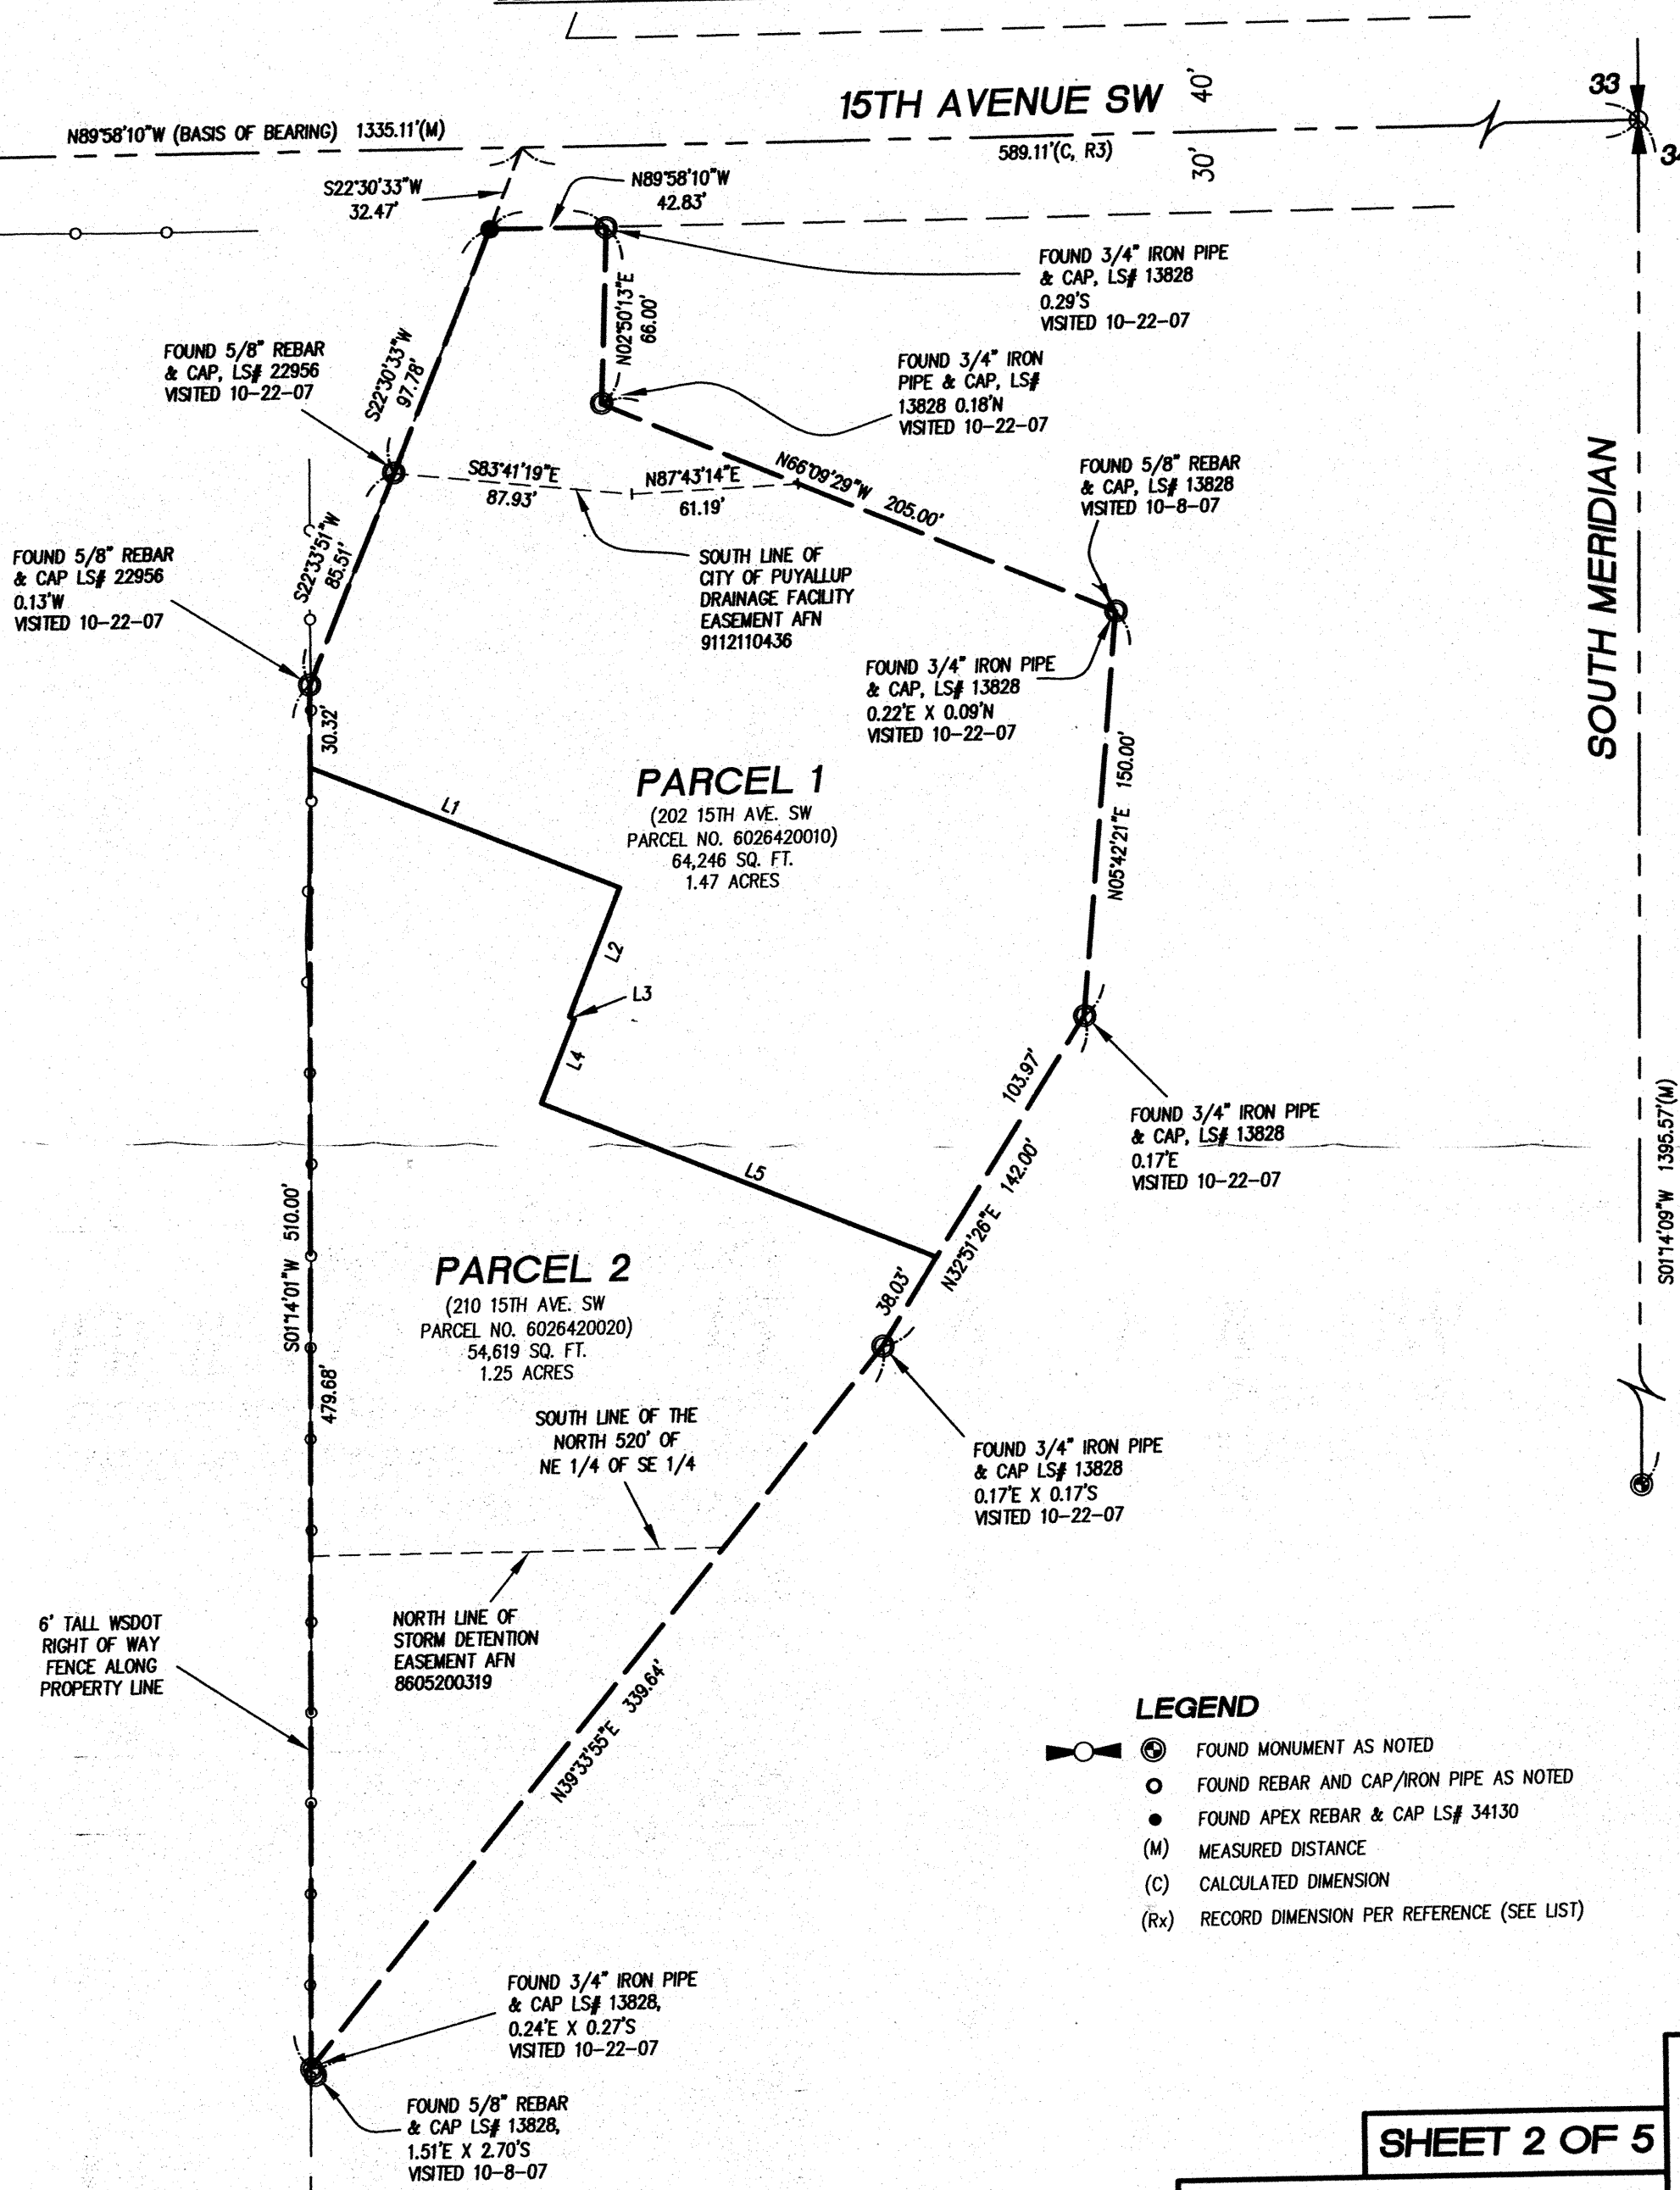 15TH AVENUE SW
40'
33
N89°58'10"W (BASIS OF BEARING) 1335.11'(M)
589.11'(C, R3)
30'
S22°30'33"W
32.47'
N89°58'10"W
42.83'
FOUND 3/4" IRON PIPE
& CAP, LS# 13828
0.29'S
VISITED 10-22-07
N02°50'13"E
66.00'
FOUND 5/8" REBAR
& CAP, LS# 22956
VISITED 10-22-07
S22°30'33"W
97.78'
FOUND 3/4" IRON
PIPE & CAP, LS#
13828 0.18'N
VISITED 10-22-07
S83°41'19"E
87.93'
N87°43'14"E
61.19'
N66°09'29"W 205.00'
FOUND 5/8" REBAR
& CAP, LS# 13828
VISITED 10-8-07
SOUTH MERIDIAN
FOUND 5/8" REBAR
& CAP LS# 22956
0.13'W
VISITED 10-22-07
S22°33'51"W
85.51'
SOUTH LINE OF
CITY OF PUYALLUP
DRAINAGE FACILITY
EASEMENT AFN
9112110436
FOUND 3/4" IRON PIPE
& CAP, LS# 13828
0.22'E X 0.09'N
VISITED 10-22-07
30.32'
N05°42'21"E 150.00'
L1
PARCEL 1
(202 15TH AVE. SW
PARCEL NO. 6026420010)
64,246 SQ. FT.
1.47 ACRES
L2
L3
L4
L5
103.97'
N32°51'26"E 142.00'
38.03'
FOUND 3/4" IRON PIPE
& CAP, LS# 13828
0.17'E
VISITED 10-22-07
S01°14'09"W 1395.57'(M)
S01°14'01"W 510.00'
479.68'
PARCEL 2
(210 15TH AVE. SW
PARCEL NO. 6026420020)
54,619 SQ. FT.
1.25 ACRES
SOUTH LINE OF THE
NORTH 520' OF
NE 1/4 OF SE 1/4
FOUND 3/4" IRON PIPE
& CAP LS# 13828
0.17'E X 0.17'S
VISITED 10-22-07
6' TALL WSDOT
RIGHT OF WAY
FENCE ALONG
PROPERTY LINE
NORTH LINE OF
STORM DETENTION
EASEMENT AFN
8605200319
N39°33'55"E 339.64'
LEGEND
FOUND MONUMENT AS NOTED
FOUND REBAR AND CAP/IRON PIPE AS NOTED
FOUND APEX REBAR & CAP LS# 34130
(M) MEASURED DISTANCE
(C) CALCULATED DIMENSION
(Rx) RECORD DIMENSION PER REFERENCE (SEE LIST)
FOUND 3/4" IRON PIPE
& CAP LS# 13828,
0.24'E X 0.27'S
VISITED 10-22-07
FOUND 5/8" REBAR
& CAP LS# 13828,
1.51'E X 2.70'S
VISITED 10-8-07
SHEET 2 OF 5